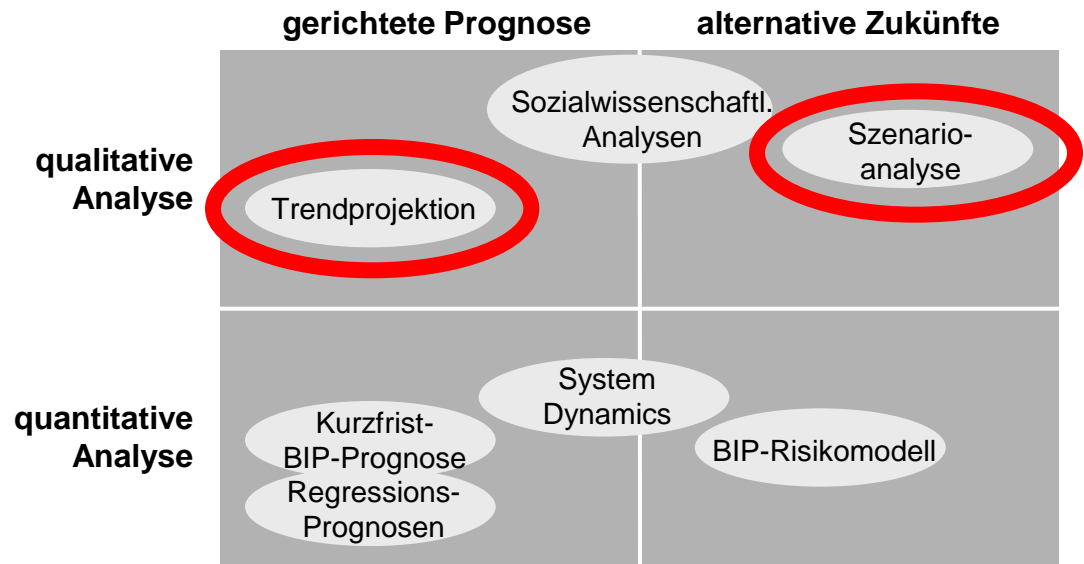 gerichtete Prognose
alternative Zukünfte
qualitative
Analyse
Sozialwissenschaftl.
Analysen
Szenario-
analyse
Trendprojektion
quantitative
Analyse
System
Dynamics
Kurzfrist-
BIP-Prognose
Regressions-
Prognosen
BIP-Risikomodell